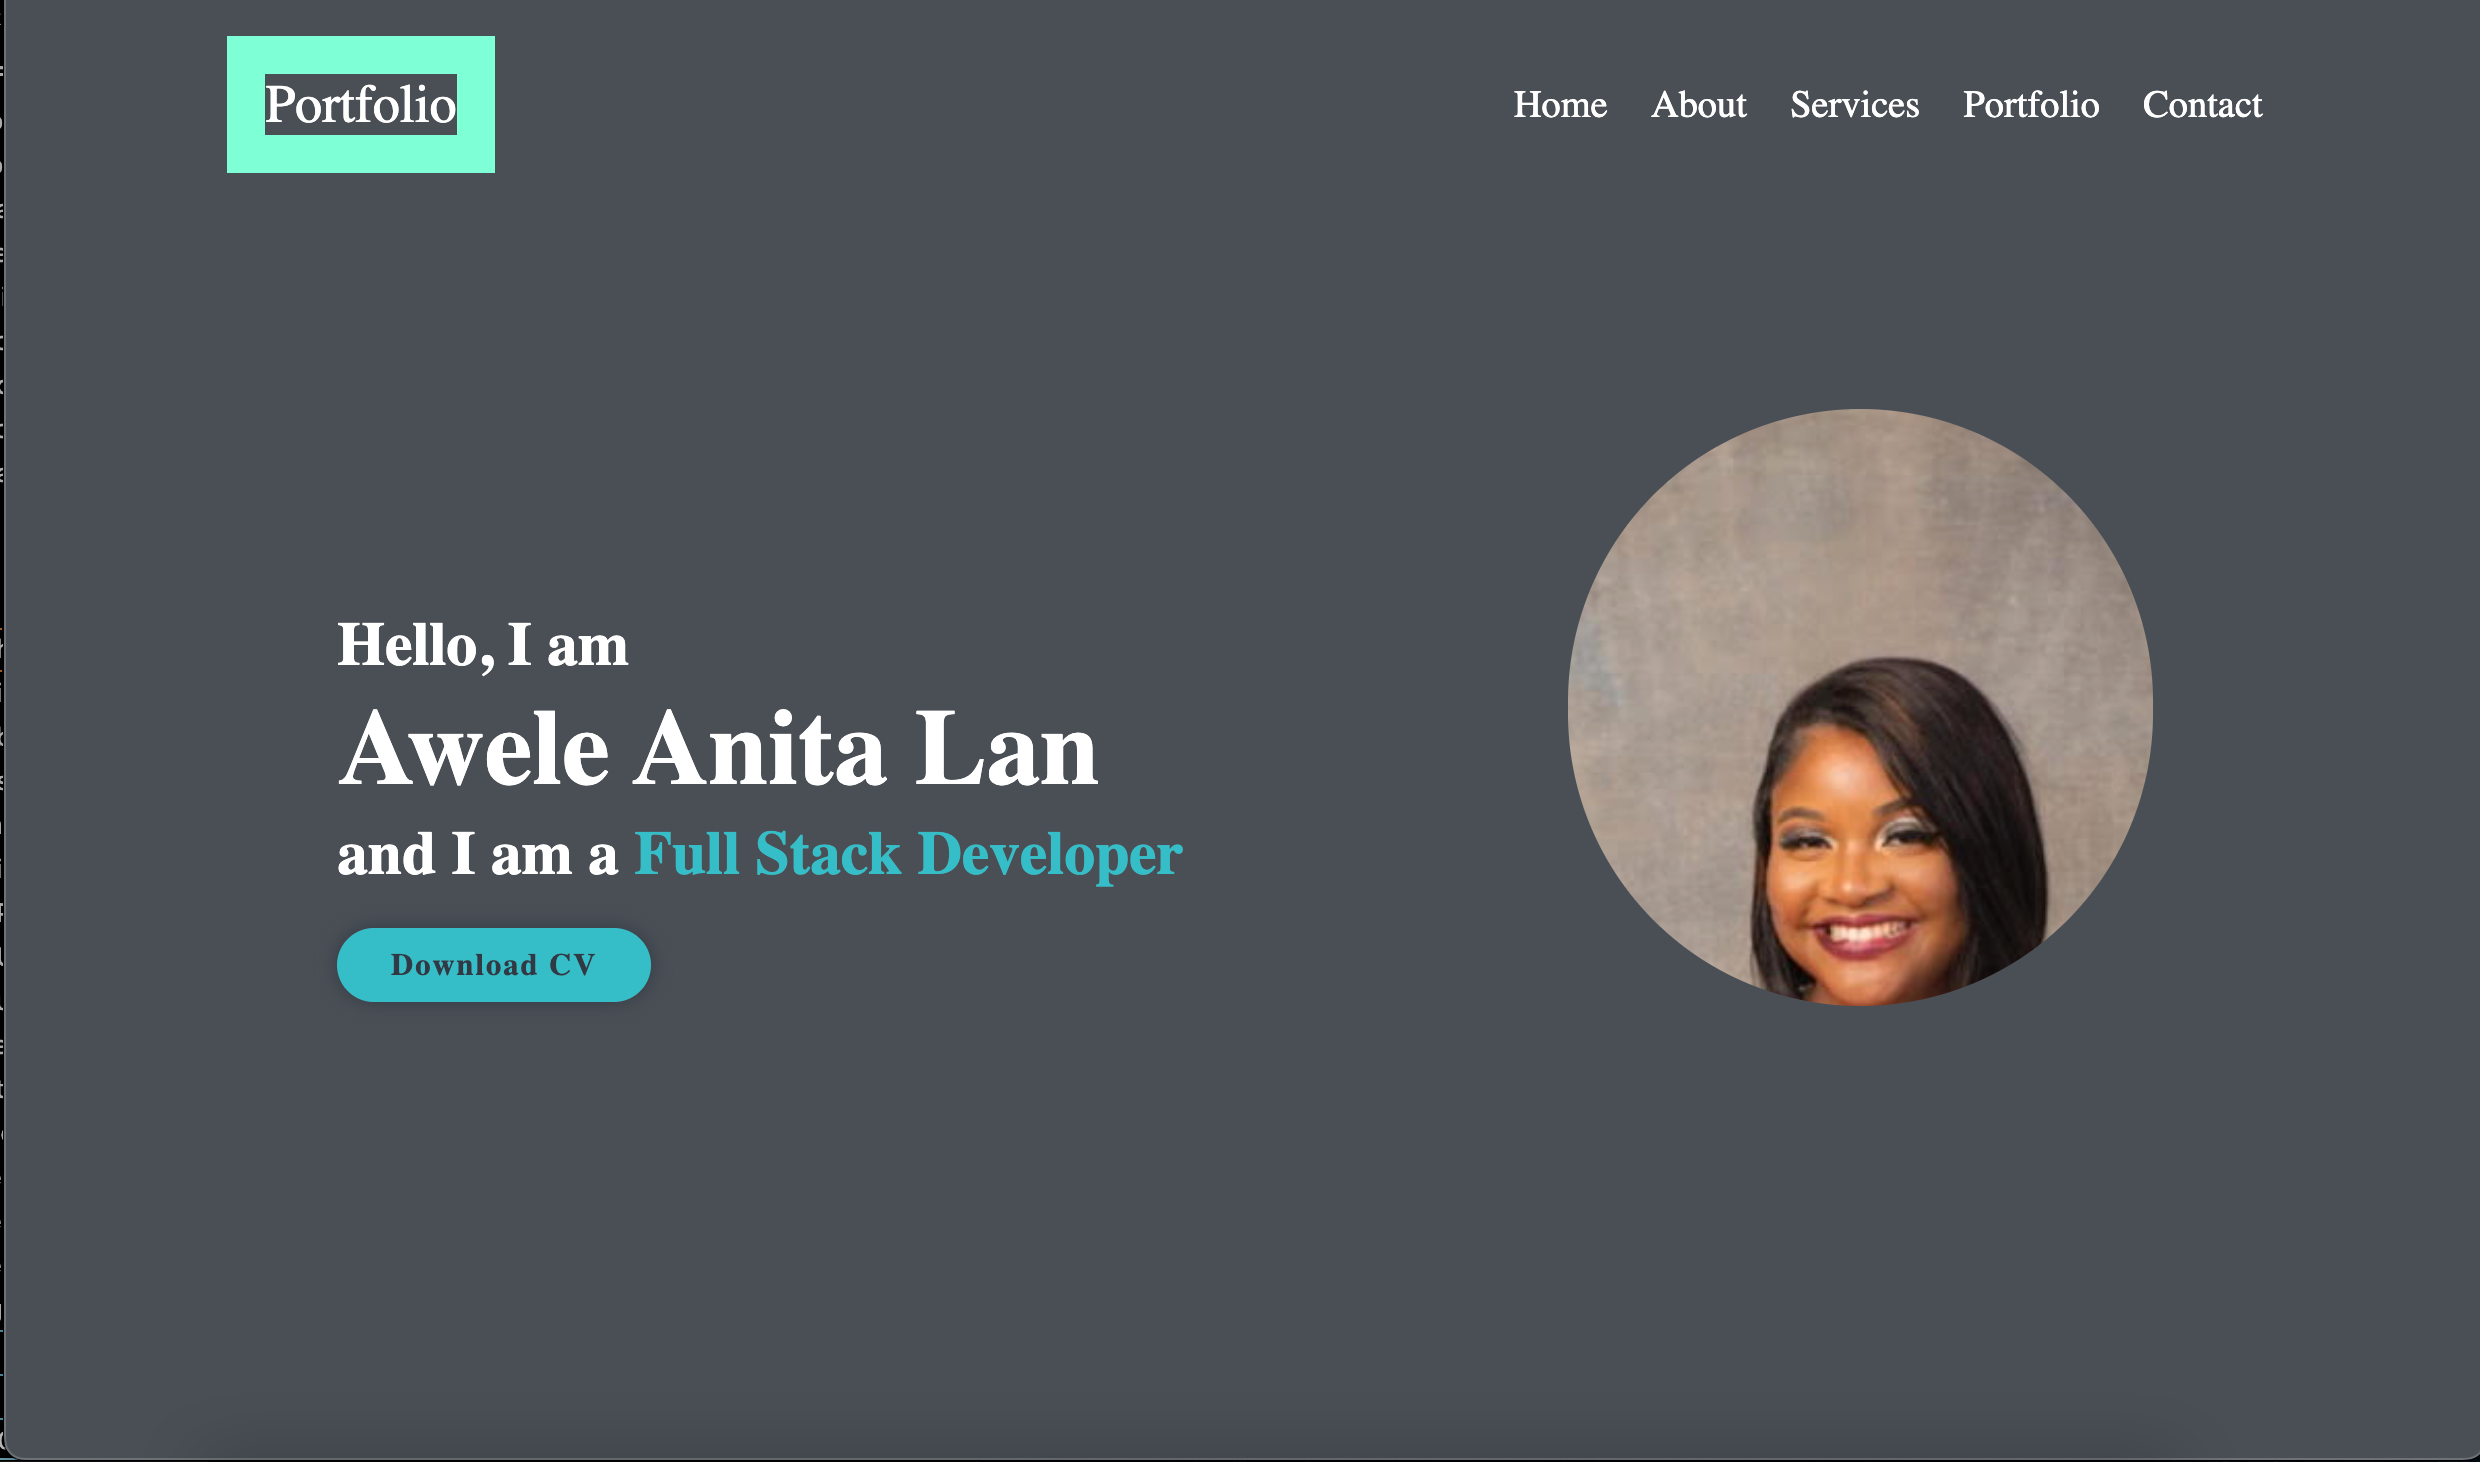 Portfolio
Home About Services Portfolio Contact
Hello, I am
Awele Anita Lan
and I am a Full Stack Developer
Download CV